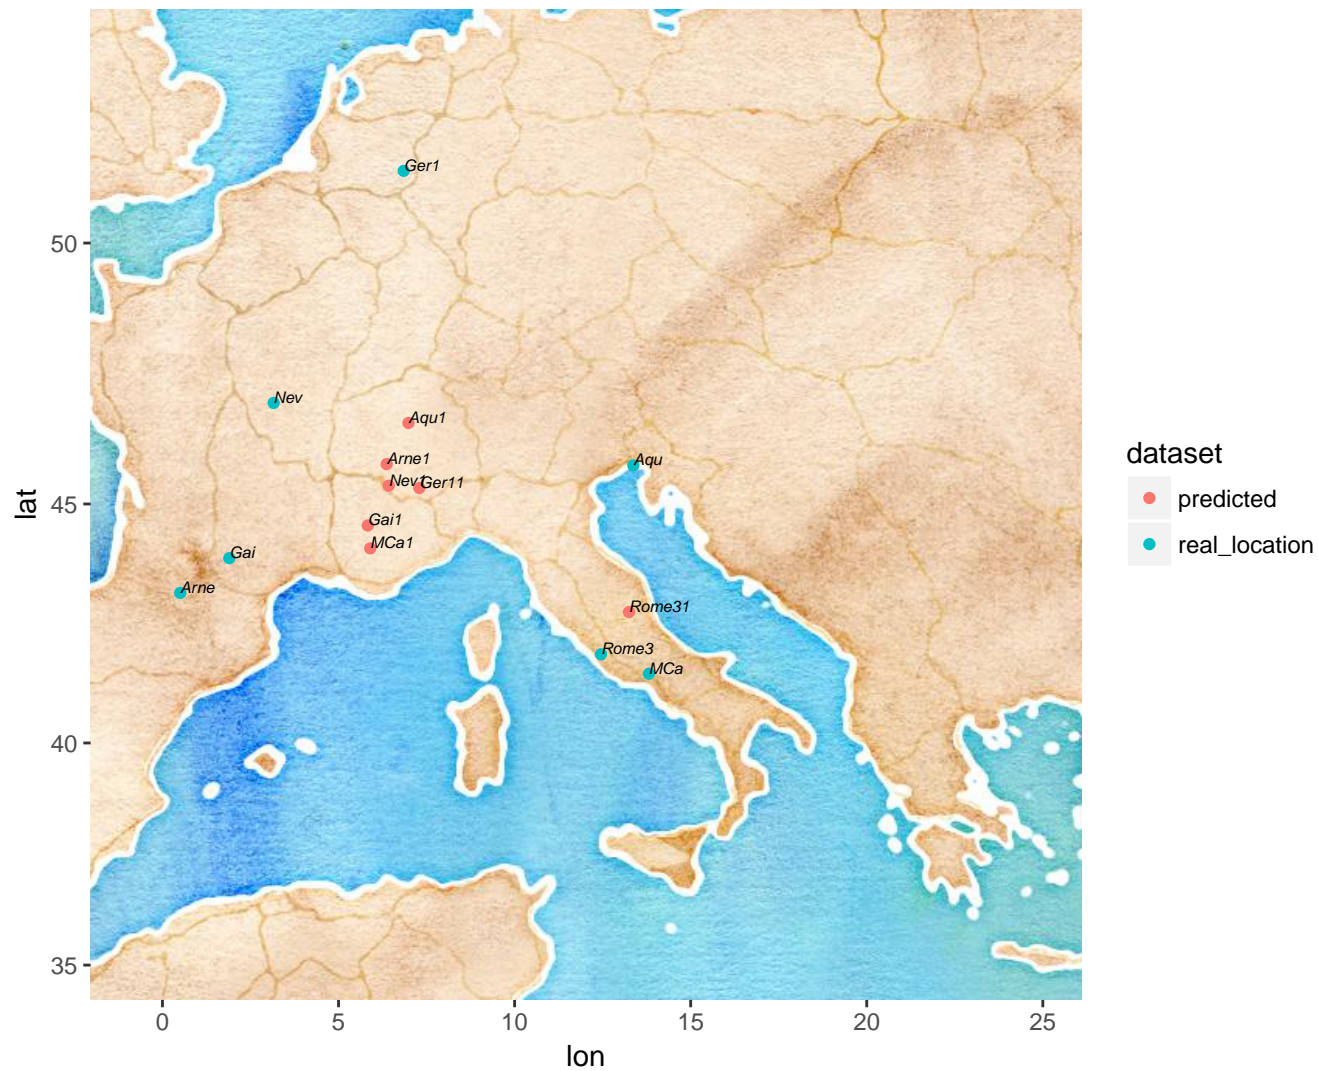 Ger1
50
Nev
Aqu1
Arne1
Aqu
Nev1
Ger11
45
Gai1
MCa1
Gai
Arne
Rome31
Rome3
MCa
40
35
0 5 10 15 20 25
lon
lat
dataset
predicted
real_location